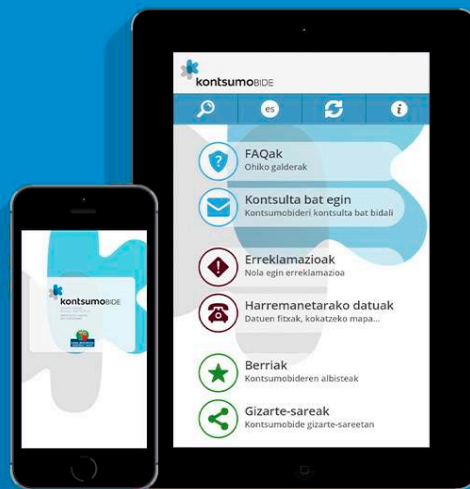 kontsumoBIDE
es
FAQak
Ohiko galderak
Kontsulta bat egin
Kontsumobideri kontsulta bat bidali
Erreklamazioak
Nola egin erreklamazioa
Harremanetarako datuak
Datuen fitxak, kokatzeko mapa...
Berriak
Kontsumobideren albisteak
Gizarte-sareak
Kontsumobide gizarte-sareetan
kontsumoBIDE